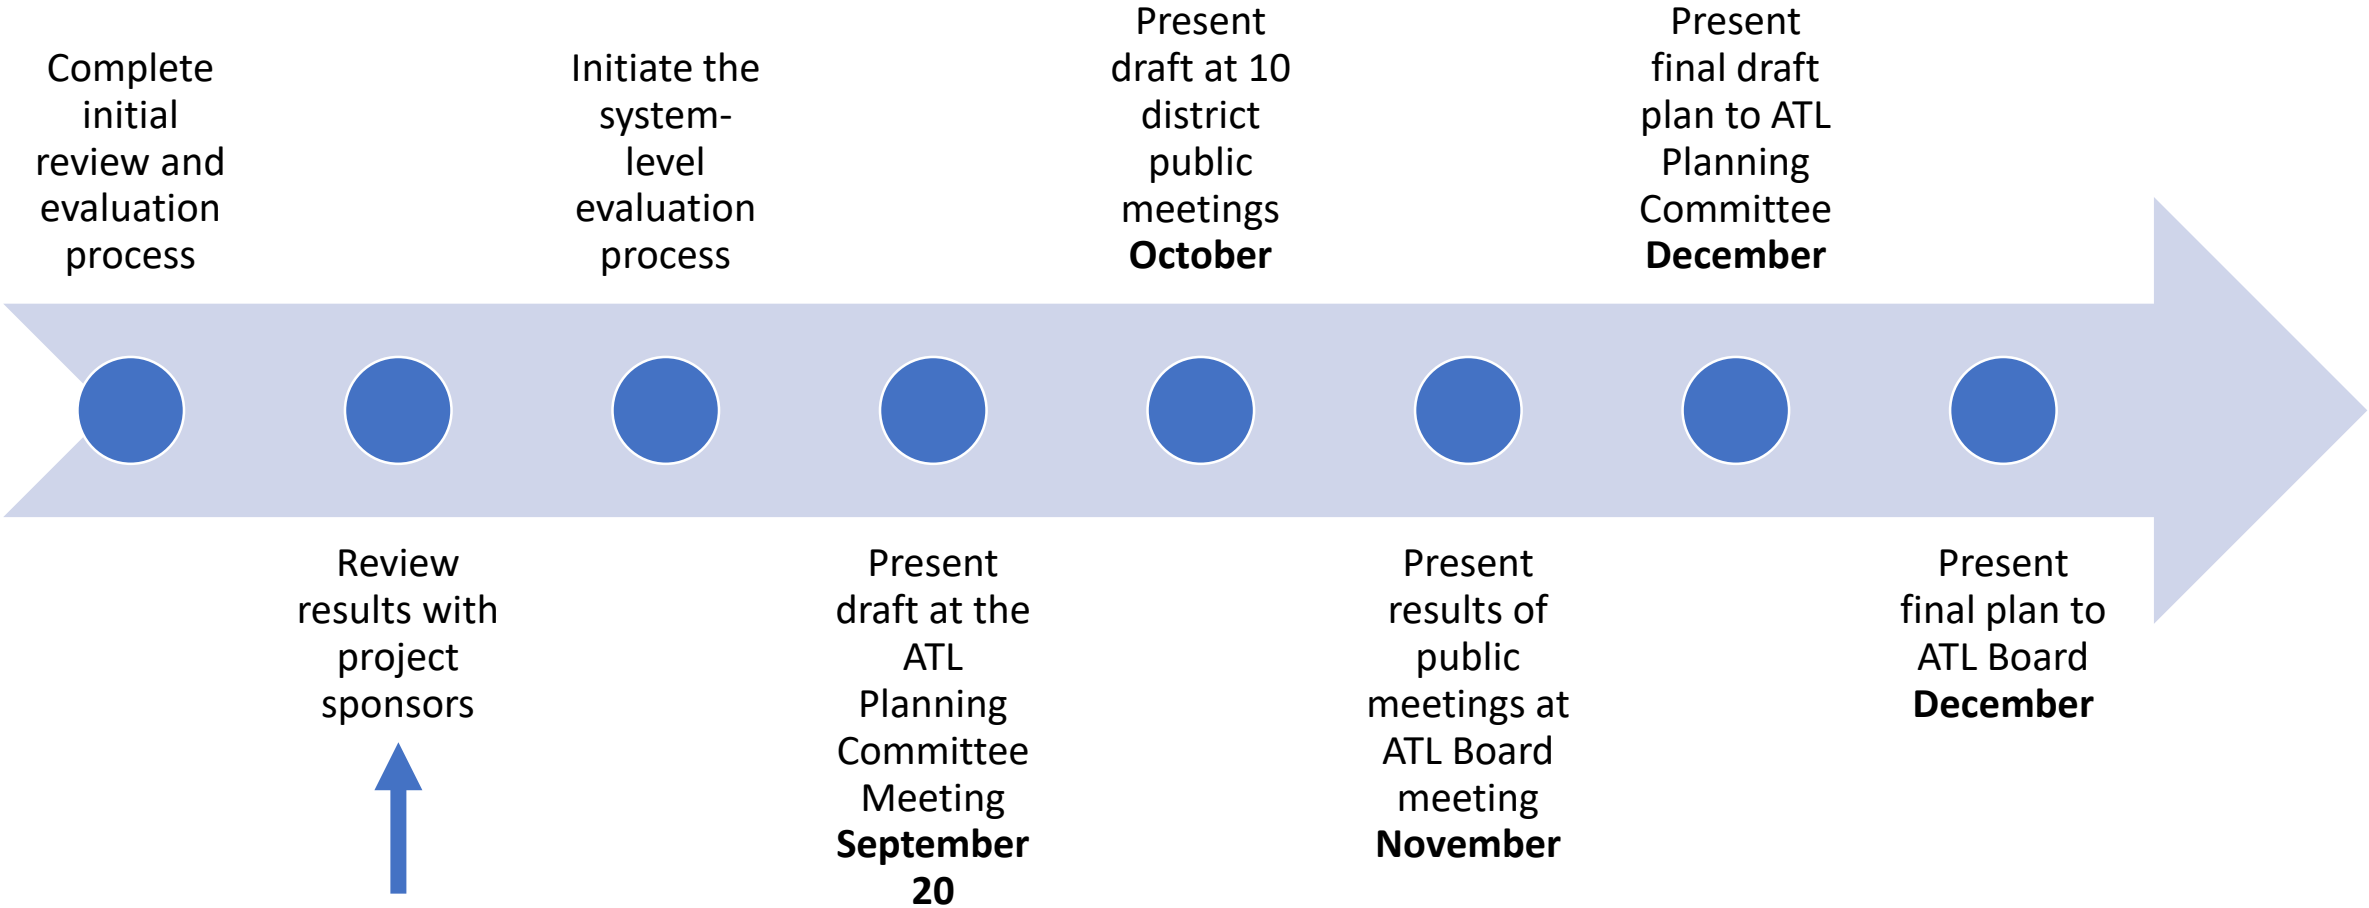 Complete
initial
review and
evaluation
process
Review
results with
project
sponsors
Initiate the
system-
level
evaluation
process
Present
draft at the
ATL
Planning
Committee
Meeting
September
20
Present
draft at 10
district
public
meetings
October
Present
results of
public
meetings at
ATL Board
meeting
November
Present
final draft
plan to ATL
Planning
Committee
December
Present
final plan to
ATL Board
December